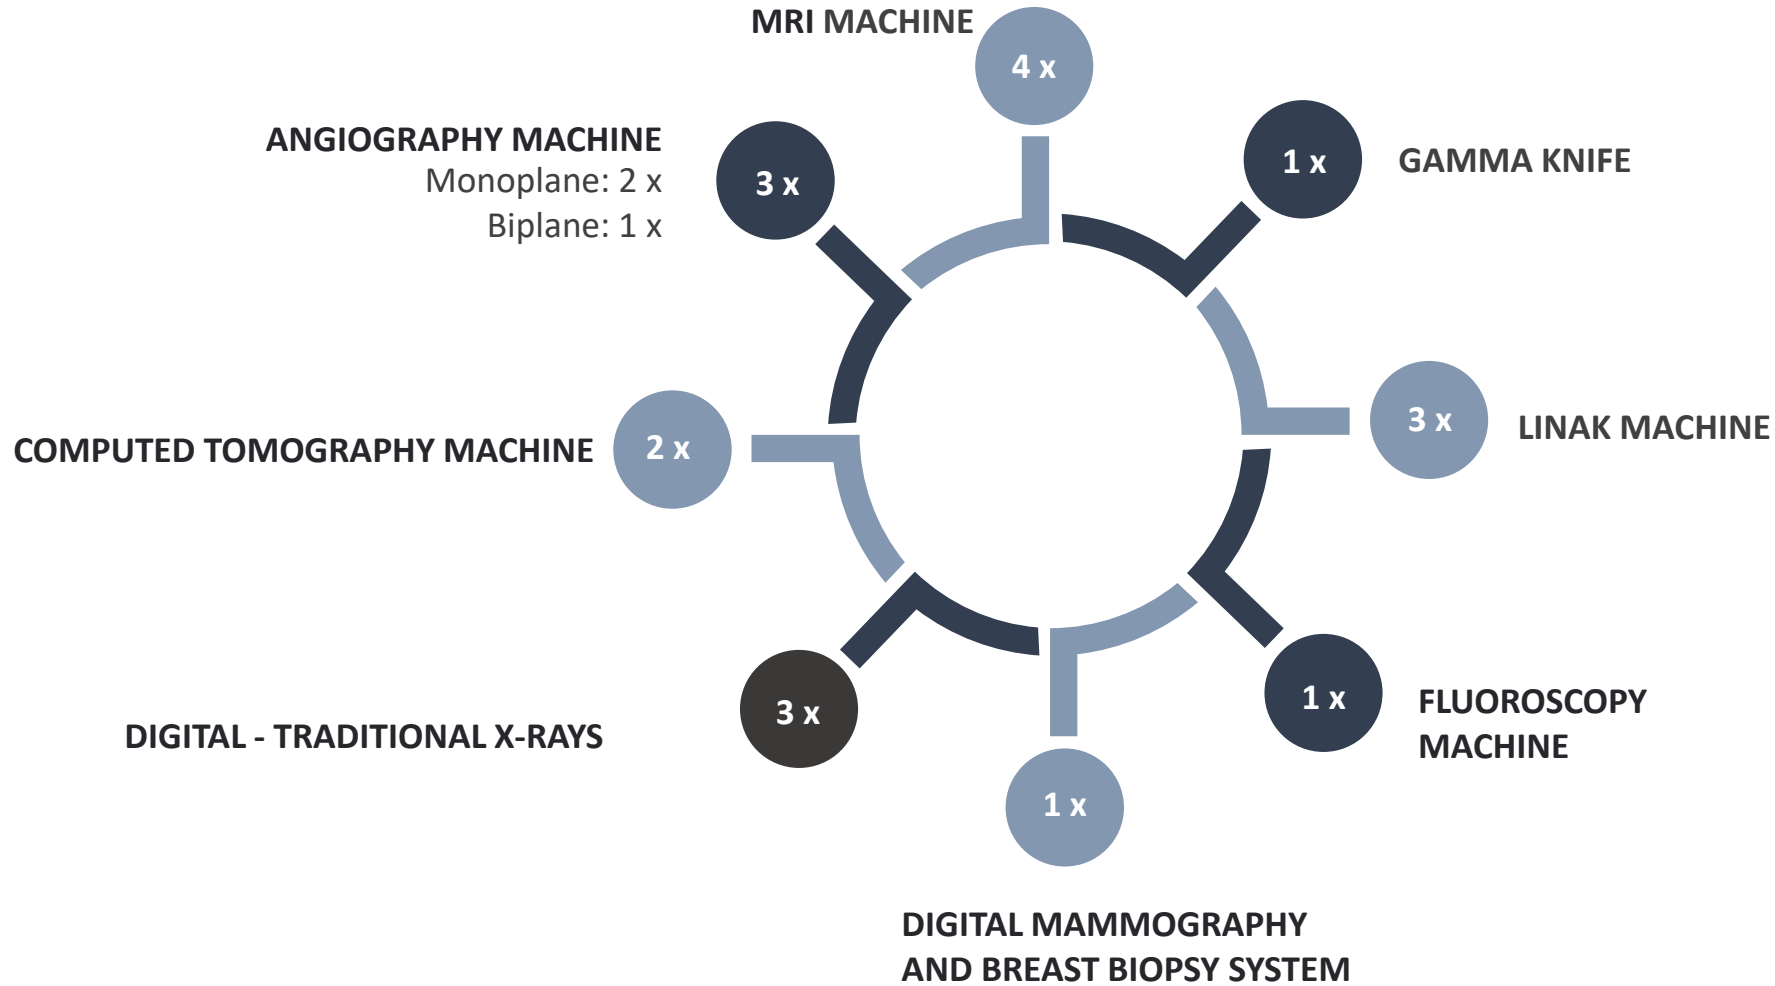 MRI MACHINE
4 x
ANGIOGRAPHY MACHINE
Monoplane: 2 x
Biplane: 1 x
3 x
1 x
GAMMA KNIFE
COMPUTED TOMOGRAPHY MACHINE
2 x
3 x
LINAK MACHINE
DIGITAL - TRADITIONAL X-RAYS
3 x
1 x
FLUOROSCOPY
MACHINE
1 x
DIGITAL MAMMOGRAPHY
AND BREAST BIOPSY SYSTEM